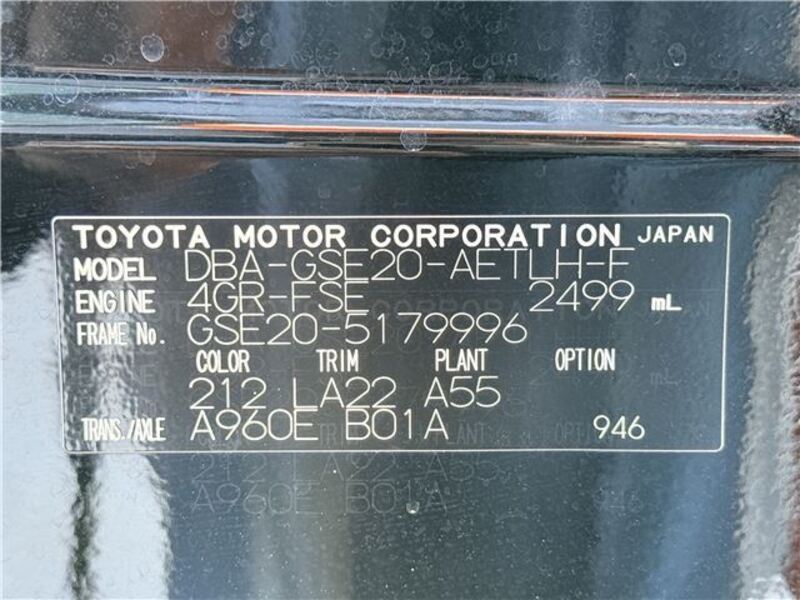 TOYOTA MOTOR CORPORATION JAPAN
MODEL DBA-GSE20-AETLH-F
ENGINE 4GR-FSE 2499 mL
FRAME No. GSE20-5179996
COLOR TRIM PLANT OPTION
212 LA22 A55
TRANS./AXLE A960E B01A 946